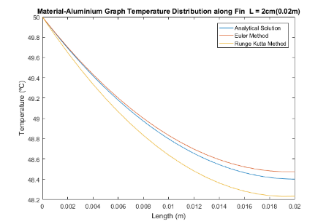 Material-Aluminium Graph Temperature Distribution along Fin L = 2cm(0.02m)
Analytical Solution
Euler Method
Runge Kutta Method
Temperature (ºC)
50
49.8
49.6
49.4
49.2
49
48.8
48.6
48.4
48.2
0 0.002 0.004 0.006 0.008 0.01 0.012 0.014 0.016 0.018 0.02
Length (m)